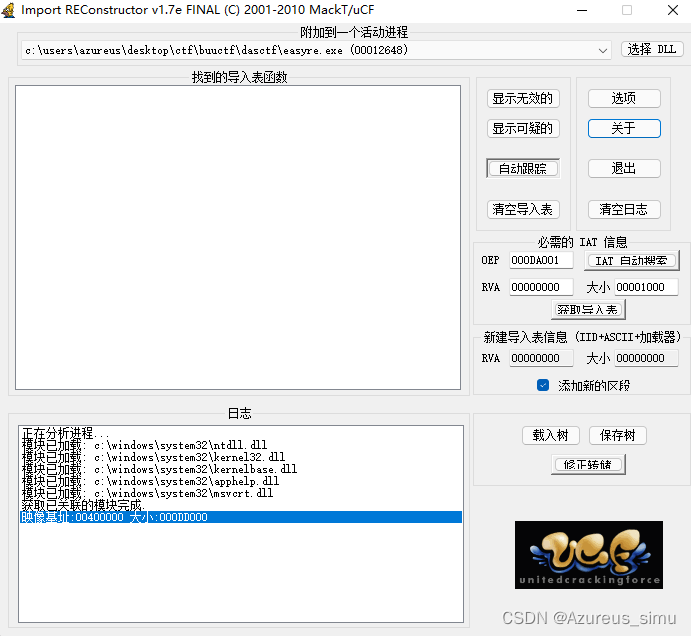 Import REConstructor v1.7e FINAL (C) 2001-2010 MackT/uCF
附加到一个活动进程
c:\users\azureus\desktop\ctf\buuctf\dasctf\easyre.exe (00012648)
选择 DLL
找到的导入表函数
显示无效的
选项
显示可疑的
关于
自动跟踪
退出
清空导入表
清空日志
必需的 IAT 信息
OEP 000DA001 IAT 自动搜索
RVA 00000000 大小 00001000
获取导入表
新建导入表信息 (IID+ASCII+加载器)
RVA 00000000 大小 00000000
添加新的区段
日志
正在分析进程...
模块已加载: c:\windows\system32\ntdll.dll
模块已加载: c:\windows\system32\kernel32.dll
模块已加载: c:\windows\system32\kernelbase.dll
模块已加载: c:\windows\system32\apphelp.dll
模块已加载: c:\windows\system32\msvcrt.dll
获取已关联的模块完成.
映像基址:00400000 大小:000DD000
载入树
保存树
修正转储
UCF
unitedcrackingforce
CSDN @Azureus_simu